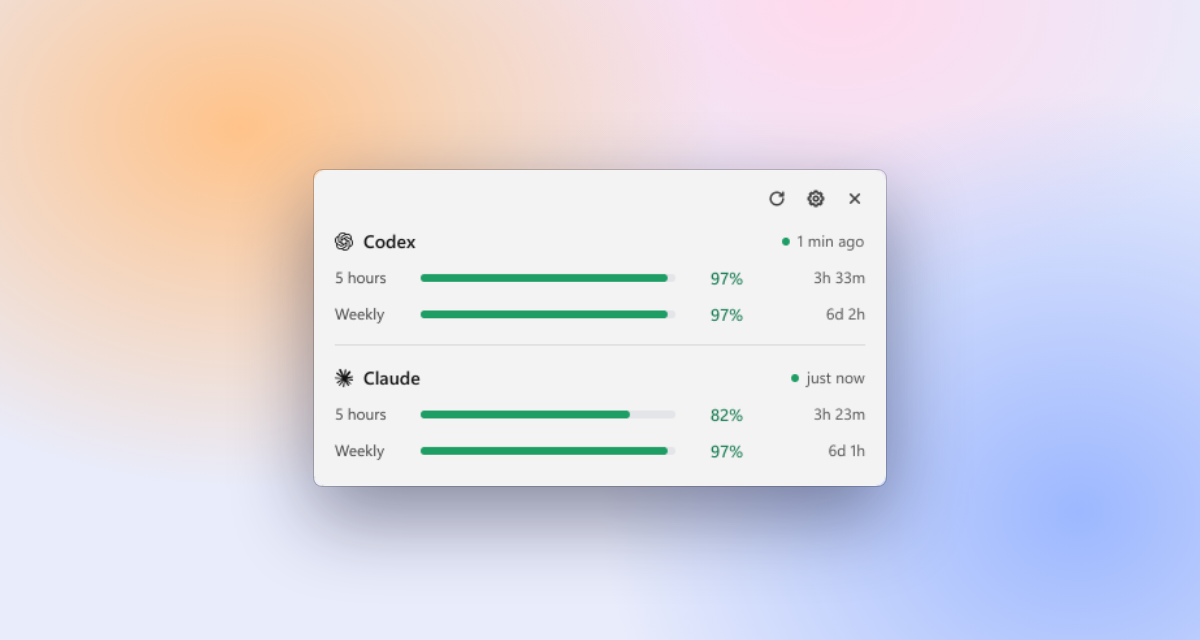 Codex 1 min ago
5 hours 97% 3h 33m
Weekly 97% 6d 2h
Claude just now
5 hours 82% 3h 23m
Weekly 97% 6d 1h